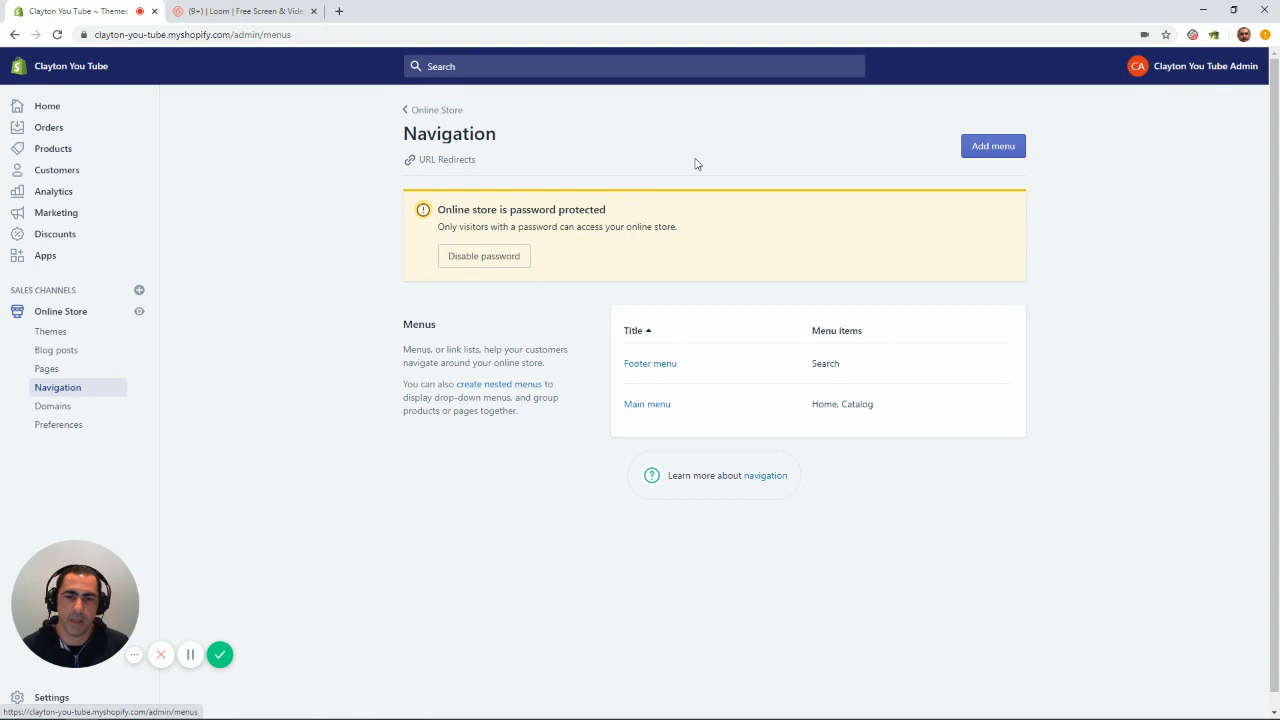 Clayton You Tube ~ Themes
(9+) | Loom | Free Screen & Vide
clayton-you-tube.myshopify.com/admin/menus
Clayton You Tube
Search
CA
Clayton You Tube Admin
Home
Orders
Products
Customers
Analytics
Marketing
Discounts
Apps
SALES CHANNELS
Online Store
Themes
Blog posts
Pages
Navigation
Domains
Preferences
Settings
Online Store
Navigation
URL Redirects
Add menu
Online store is password protected
Only visitors with a password can access your online store.
Disable password
Menus
Menus, or link lists, help your customers
navigate around your online store.
You can also create nested menus to
display drop-down menus, and group
products or pages together.
Title
Menu items
Footer menu
Search
Main menu
Home, Catalog
Learn more about navigation
https://clayton-you-tube.myshopify.com/admin/menus